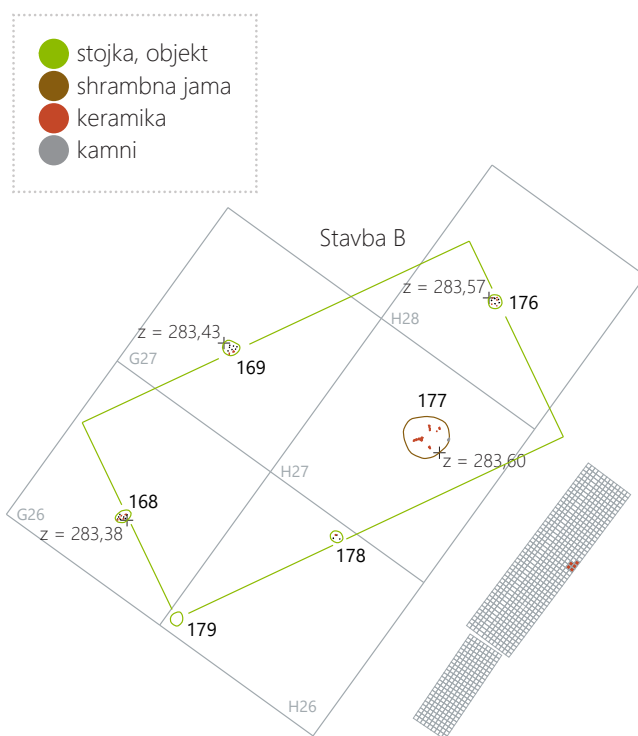 stojka, objekt
shrambna jama
keramika
kamni
Stavba B
z = 283,57
176
H28
z = 283,43
G27
169
177
z = 283,60
H27
168
G26
z = 283,38
178
179
H26